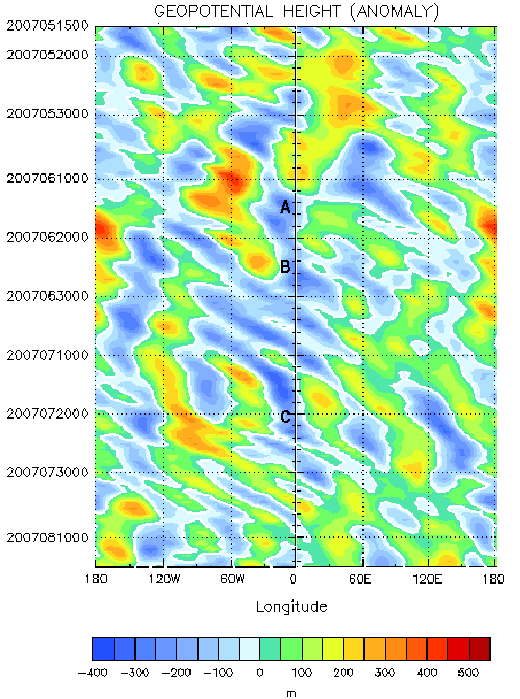 GEOPOTENTIAL HEIGHT (ANOMALY)
2007051500
2007052000
2007053000
2007061000
A
2007062000
B
2007063000
2007071000
2007072000
C
2007073000
2007081000
180 120W 60W 0 60E 120E 180
Longitude
-400 -300 -200 -100 0 100 200 300 400 500
m